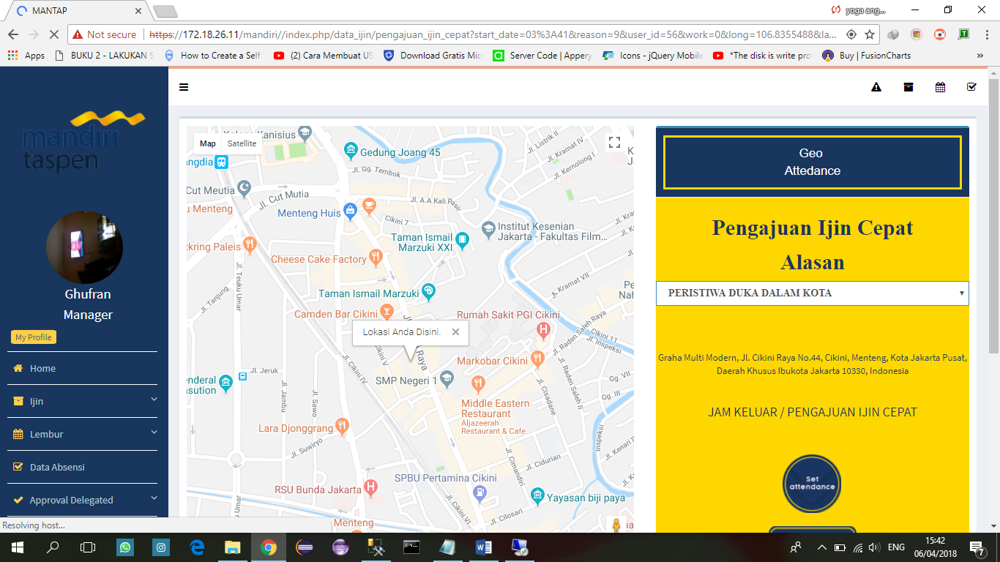 MANTAP
yoga ang...
Not secure
https://172.18.26.11/mandiri//index.php/data_ijin/pengajuan_ijin_cepat?start_date=03%3A41&reason=9&user_id=56&work=0&long=106.8355488&la...
Apps
BUKU 2 - LAKUKAN S
How to Create a Self
(2) Cara Membuat US
Download Gratis Mic
Server Code | Appery
Icons - jQuery Mobile
*The disk is write pro
Buy | FusionCharts
»
mandiri
taspen
Ghufran
Manager
My Profile
Home
Ijin
Lembur
Data Absensi
Approval Delegated
Resolving host...
Map
Satellite
Kanisius
Gedung Joang 45
Jl. Listrik II
Jl. Kramat IV
Jl. Kernolong I
ngdia
Jl. Gg. Tembok
Cut Meutia
Jl. Cut Mutia
Jl. A.A Kali Pasir
u Menteng
Menteng Huis
Cikini 7
Institut Kesenian
Jakarta - Fakultas Film...
Jl. Kramat V
Taman Ismail
Marzuki XXI
tkring Paleis
Cheese Cake Factory
Jl. Teuku Umar
Jl. Tanjung
Jl. Kramat VII
Taman Ismail Marzuki
Camden Bar Cikini
Rumah Sakit PGI Cikini
Jl. Raden Saleh Raya
Cikini 11
Jl. Inspeksi
Lokasi Anda Disini.
Raya
Markobar Cikini
Jl. Cikini IV
Jl. Jeruk
enderal
asution
SMP Negeri 1
Jl. Cisadane
Jl. Raden Saleh II
Gg. VII
Gg. III
Jl. Jambu
Jl. Sawo
Middle Eastern
Restaurant
Aljazeerah
Restaurant & Cafe
Lara Djonggrang
Jl. Suwiryo
Inspeksi
Jl. Kenari II
Jl. Cimandiri
Jl. Cidurian
SPBU Pertamina Cikini
RSU Bunda Jakarta
Yayasan biji paya
Jl. Cikini VI
Jl. Cilosari
Umar
Menteng
Geo
Attedance
Pengajuan Ijin Cepat
Alasan
PERISTIWA DUKA DALAM KOTA
Graha Multi Modern, Jl. Cikini Raya No.44, Cikini, Menteng, Kota Jakarta Pusat,
Daerah Khusus Ibukota Jakarta 10330, Indonesia
JAM KELUAR / PENGAJUAN IJIN CEPAT
Set
attendance
ENG
15:42
06/04/2018
7